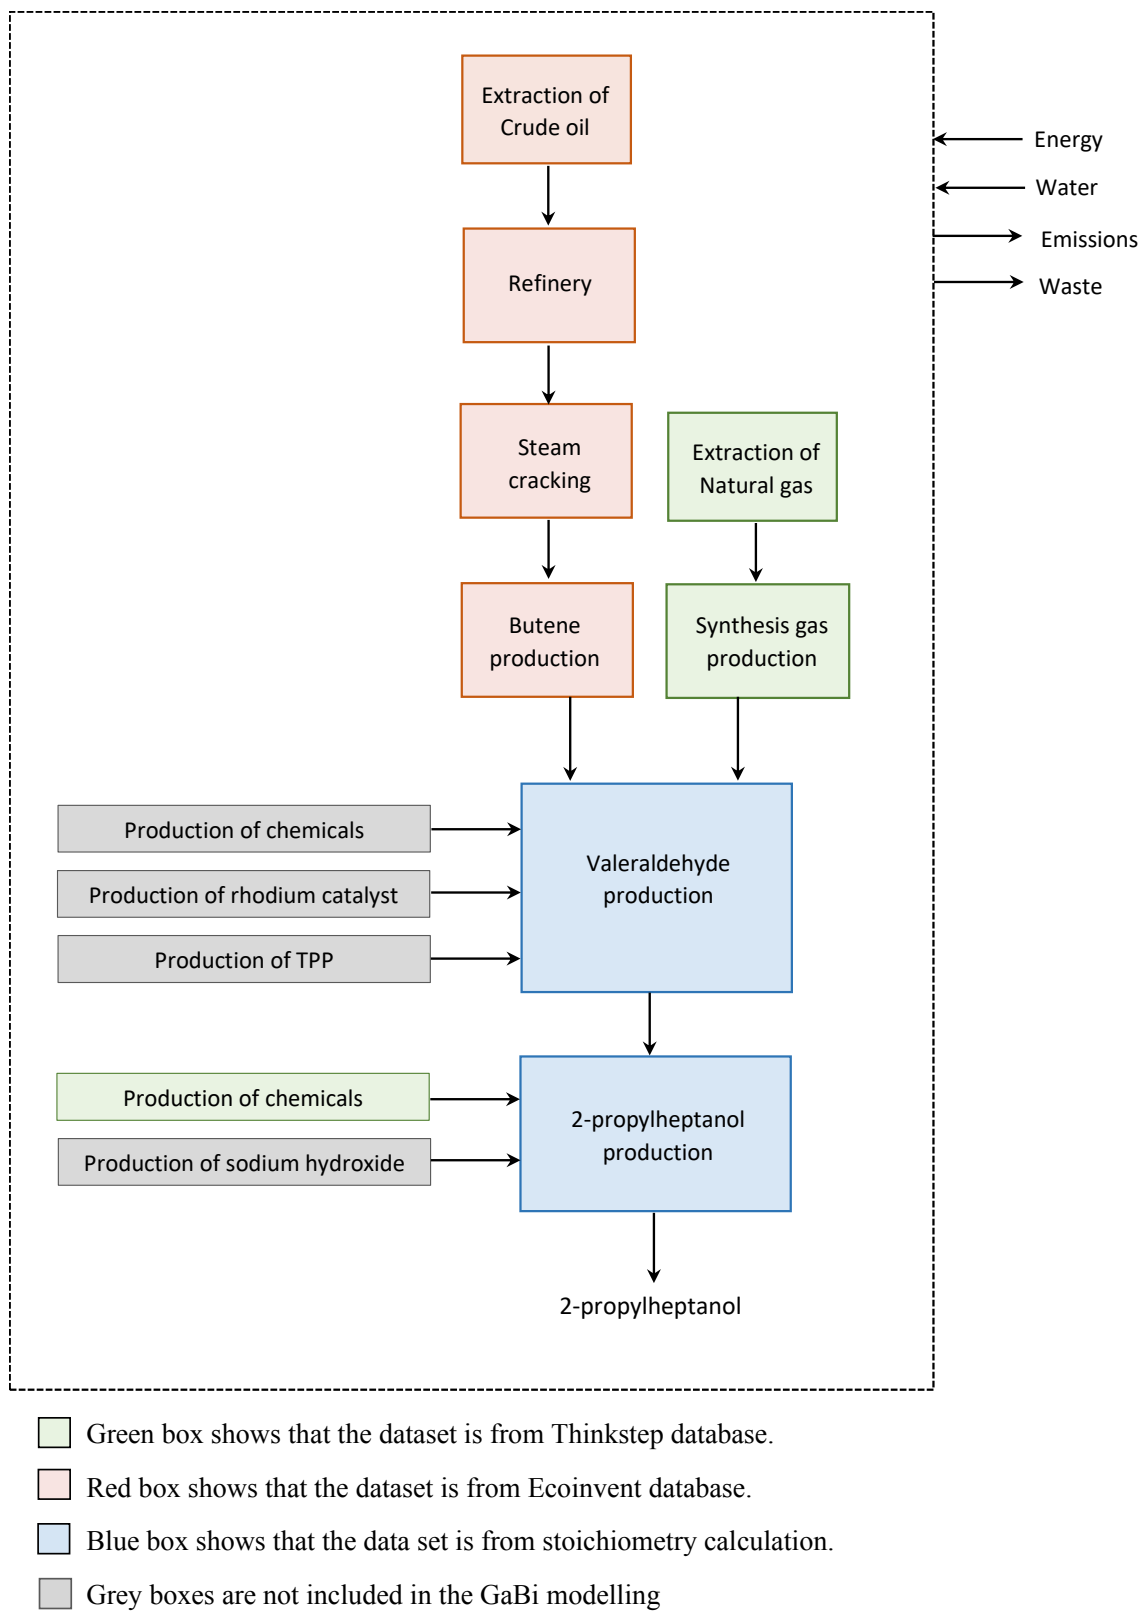 Extraction of
Crude oil
Energy
Water
Emissions
Waste
Refinery
Steam
cracking
Extraction of
Natural gas
Butene
production
Synthesis gas
production
Production of chemicals
Production of rhodium catalyst
Production of TPP
Valeraldehyde
production
Production of chemicals
Production of sodium hydroxide
2-propylheptanol
production
2-propylheptanol
Green box shows that the dataset is from Thinkstep database.
Red box shows that the dataset is from Ecoinvent database.
Blue box shows that the data set is from stoichiometry calculation.
Grey boxes are not included in the GaBi modelling